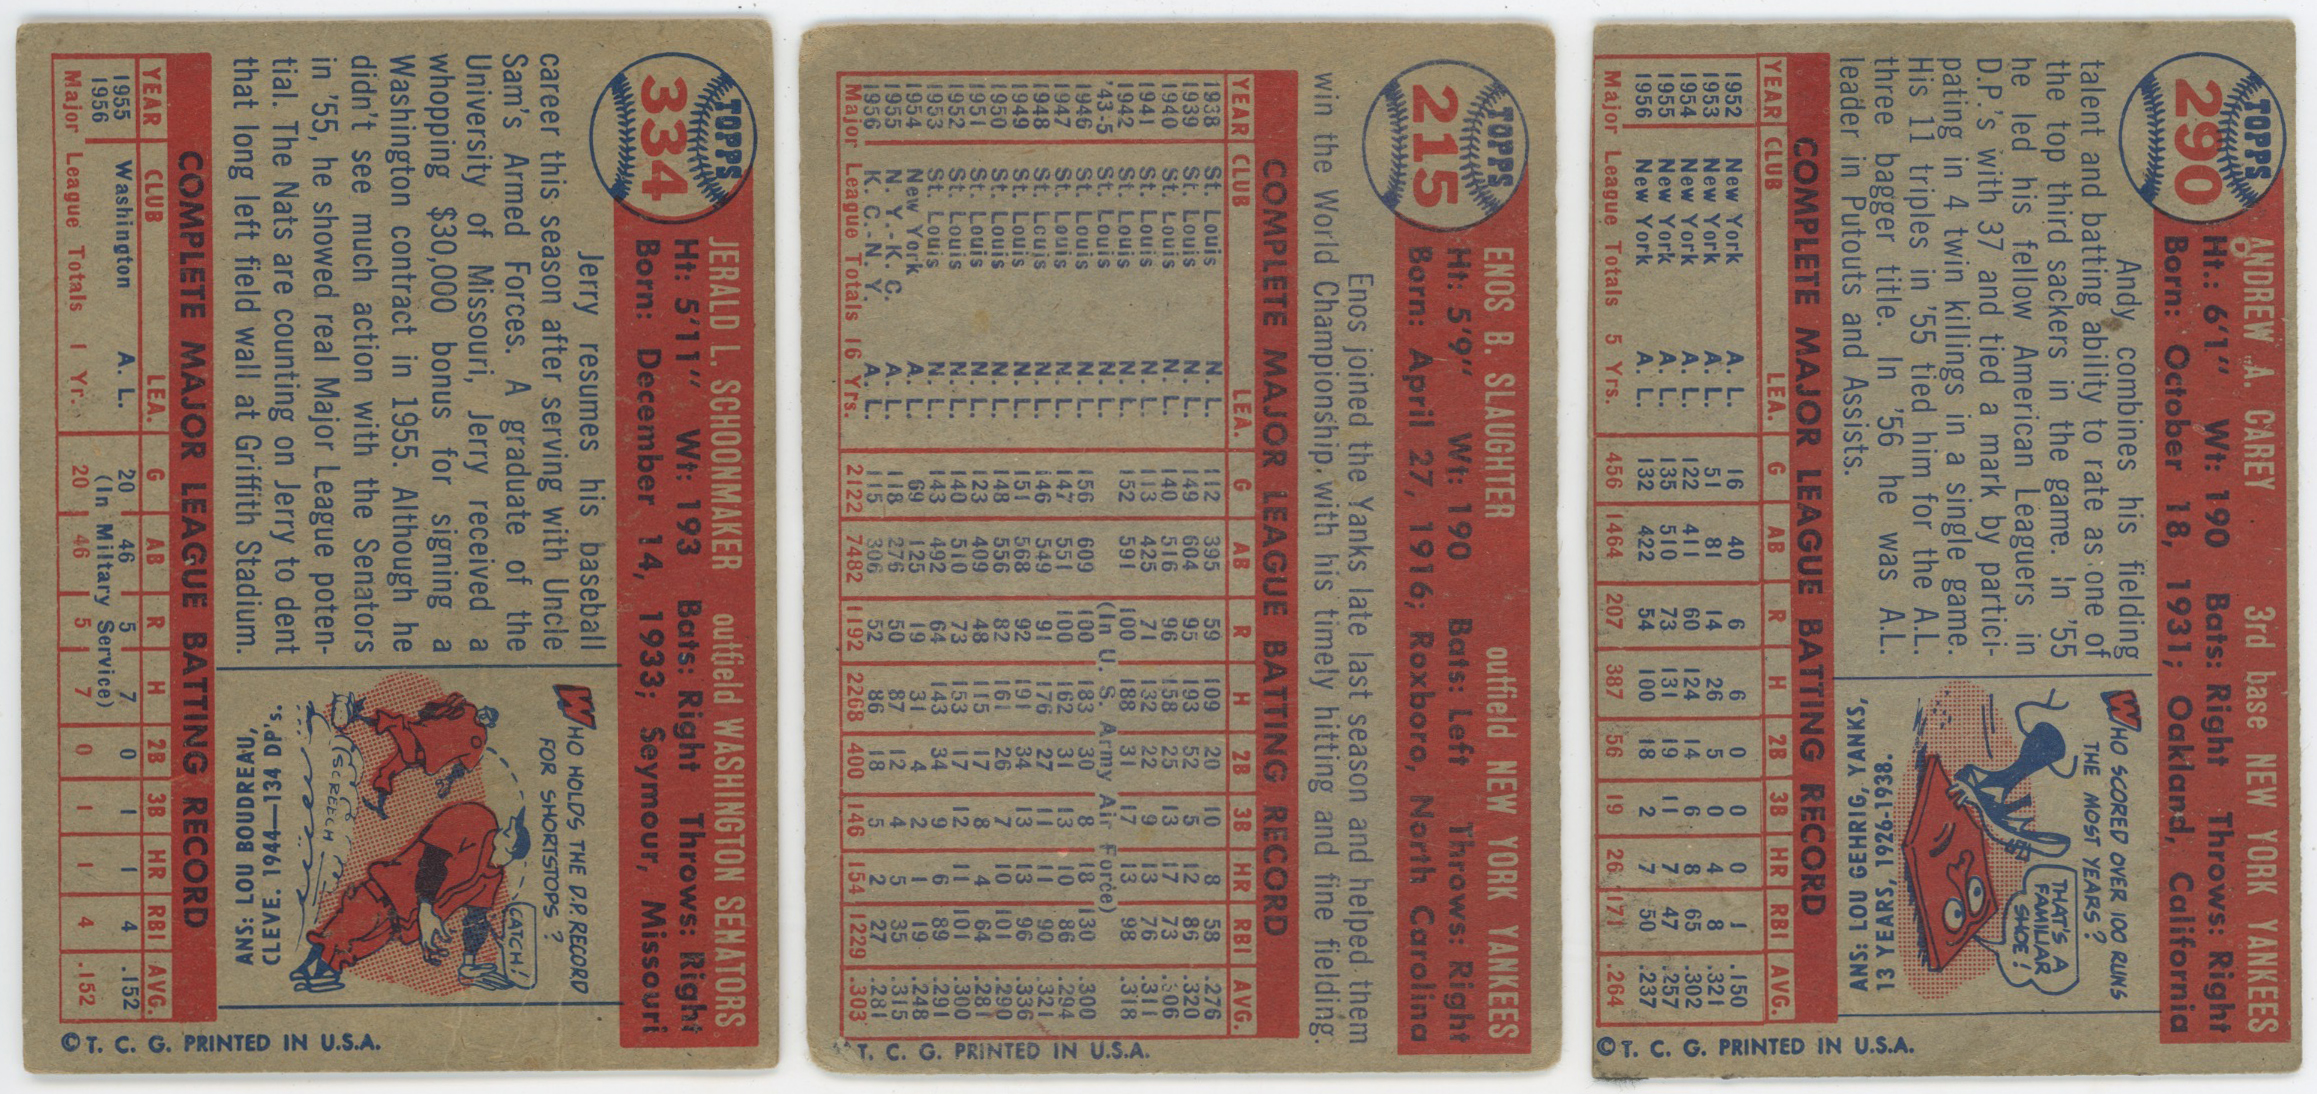 TOPPS
290
ANDREW A. CAREY 3rd base NEW YORK YANKEES
Ht.: 6'1" Wt: 190 Bats: Right Throws: Right
Born: October 18, 1931; Oakland, California
Andy combines his fielding
talent and batting ability to rate as one of
the top third sackers in the game. In '55
he led his fellow American Leaguers in
D.P.'s with 37 and tied a mark by partici-
pating in 4 twin killings in a single game.
His 11 triples in '55 tied him for the A.L.
three bagger title. In '56 he was A.L.
leader in Putouts and Assists.
WHO SCORED OVER 100 RUNS
THE MOST YEARS?
THAT'S A
FAMILIAR
SHOE!
ANS: LOU GEHRIG, YANKS,
13 YEARS, 1926-1938.
COMPLETE MAJOR LEAGUE BATTING RECORD
YEAR CLUB LEA. G AB R H 2B 3B HR RBI AVG.
1952 New York A. L. 16 40 6 6 0 0 0 1 .150
1953 New York A. L. 51 81 14 26 5 0 4 8 .321
1954 New York A. L. 122 411 60 124 14 6 8 65 .302
1955 New York A. L. 135 510 73 131 19 11 7 47 .257
1956 New York A. L. 132 422 54 100 18 2 7 50 .237
Major League Totals 5 Yrs. 456 1464 207 387 56 19 26 171 .264
©T. C. G. PRINTED IN U.S.A.
TOPPS
215
ENOS B. SLAUGHTER outfield NEW YORK YANKEES
Ht: 5'9" Wt: 190 Bats: Left Throws: Right
Born: April 27, 1916; Roxboro, North Carolina
Enos joined the Yanks late last season and helped them
win the World Championship, with his timely hitting and fine fielding.
COMPLETE MAJOR LEAGUE BATTING RECORD
YEAR CLUB LEA. G AB R H 2B 3B HR RBI AVG.
1938 St. Louis N. L. 112 395 59 109 20 10 8 58 .276
1939 St. Louis N. L. 149 604 95 193 52 5 12 86 .320
1940 St. Louis N. L. 140 516 96 158 25 13 17 73 .306
1941 St. Louis N. L. 113 425 71 132 22 9 13 76 .311
1942 St. Louis N. L. 152 591 100 188 31 17 13 98 .318
'43-5 St. Louis N. L. (In U. S. Army Air Force)
1946 St. Louis N. L. 156 609 100 183 30 8 18 130 .300
1947 St. Louis N. L. 147 551 100 162 31 13 10 86 .294
1948 St. Louis N. L. 146 549 91 176 27 11 11 90 .321
1949 St. Louis N. L. 151 568 92 191 34 13 13 96 .336
1950 St. Louis N. L. 148 556 82 161 26 7 10 101 .290
1951 St. Louis N. L. 123 409 48 115 17 8 4 64 .281
1952 St. Louis N. L. 140 510 73 153 17 12 11 101 .300
1953 St. Louis N. L. 143 492 64 143 34 9 6 89 .291
1954 New York A. L. 69 125 19 31 4 2 1 19 .248
1955 N. Y.-K. C. A. L. 118 276 50 87 12 4 5 35 .315
1956 K. C.-N. Y. A. L. 115 306 52 86 18 5 2 27 .281
Major League Totals 16 Yrs. 2122 7482 1192 2268 400 146 154 1229 .303
T. C. G. PRINTED IN U.S.A.
TOPPS
334
JERALD L. SCHOONMAKER outfield WASHINGTON SENATORS
Ht: 5'11" Wt: 193 Bats: Right Throws: Right
Born: December 14, 1933; Seymour, Missouri
Jerry resumes his baseball
career this season after serving with Uncle
Sam's Armed Forces. A graduate of the
University of Missouri, Jerry received a
whopping $30,000 bonus for signing a
Washington contract in 1955. Although he
didn't see much action with the Senators
in '55, he showed real Major League poten-
tial. The Nats are counting on Jerry to dent
that long left field wall at Griffith Stadium.
WHO HOLDS THE D.P. RECORD
FOR SHORTSTOPS?
CATCH!
(SCREECH)
ANS: LOU BOUDREAU,
CLEVE. 1944—134 DP's.
COMPLETE MAJOR LEAGUE BATTING RECORD
YEAR CLUB LEA. G AB R H 2B 3B HR RBI AVG.
1955 Washington A. L. 20 46 5 7 0 1 1 4 .152
1956 (In Military Service)
Major League Totals 1 Yr. 20 46 5 7 0 1 1 4 .152
©T. C. G. PRINTED IN U.S.A.